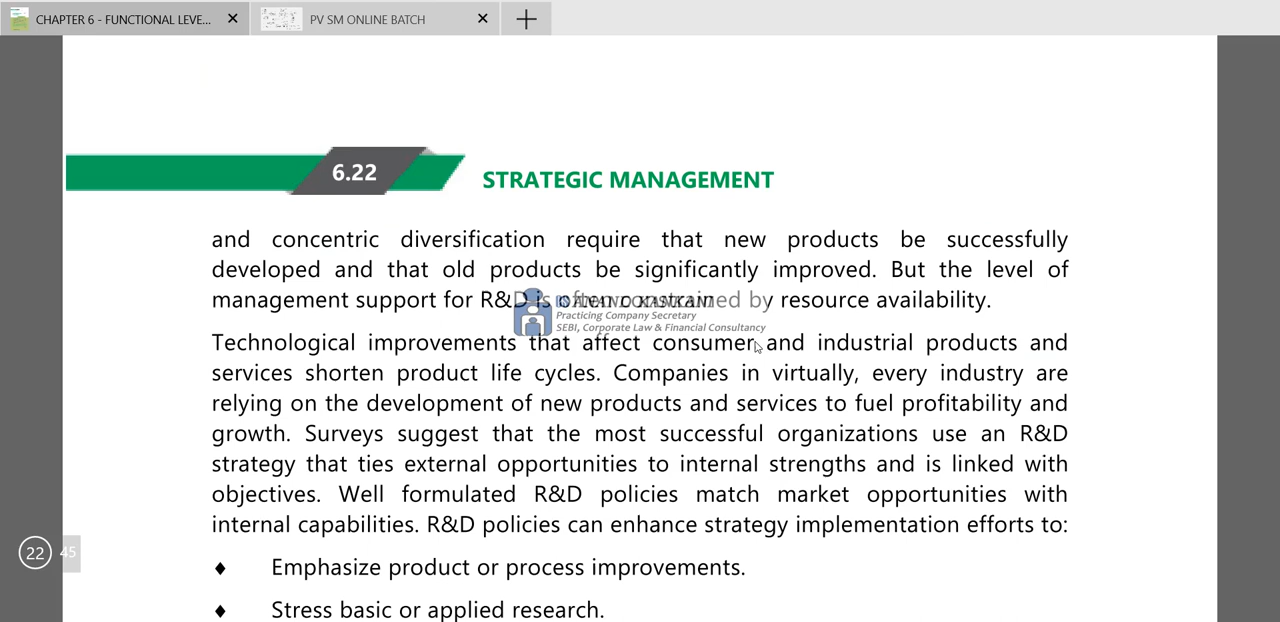 CHAPTER 6 - FUNCTIONAL LEVE...
PV SM ONLINE BATCH
6.22
STRATEGIC MANAGEMENT
and concentric diversification require that new products be successfully
developed and that old products be significantly improved. But the level of
management support for R&D is often constrained by resource availability.
Practicing Company Secretary
SEBI, Corporate Law & Financial Consultancy
Technological improvements that affect consumer and industrial products and
services shorten product life cycles. Companies in virtually, every industry are
relying on the development of new products and services to fuel profitability and
growth. Surveys suggest that the most successful organizations use an R&D
strategy that ties external opportunities to internal strengths and is linked with
objectives. Well formulated R&D policies match market opportunities with
internal capabilities. R&D policies can enhance strategy implementation efforts to:
22 45
♦ Emphasize product or process improvements.
♦ Stress basic or applied research.